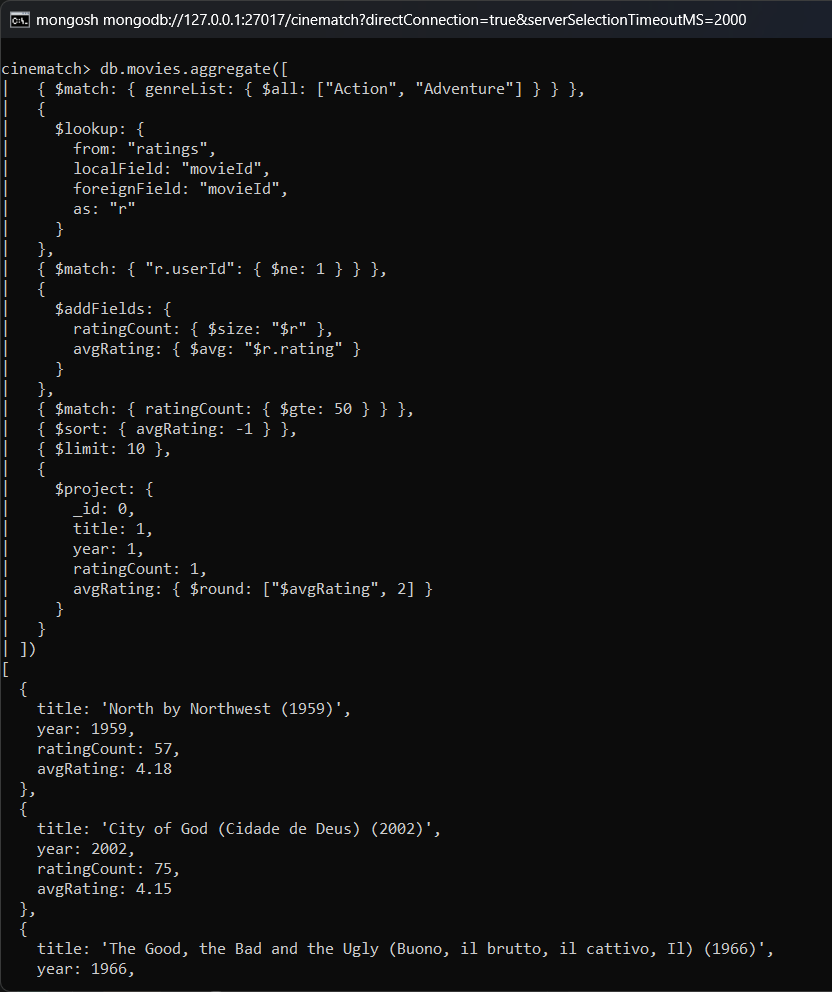 mongosh mongodb://127.0.0.1:27017/cinematch?directConnection=true&serverSelectionTimeoutMS=2000
cinematch> db.movies.aggregate([
|   { $match: { genreList: { $all: ["Action", "Adventure"] } } },
|   {
|     $lookup: {
|       from: "ratings",
|       localField: "movieId",
|       foreignField: "movieId",
|       as: "r"
|     }
|   },
|   { $match: { "r.userId": { $ne: 1 } } },
|   {
|     $addFields: {
|       ratingCount: { $size: "$r" },
|       avgRating: { $avg: "$r.rating" }
|     }
|   },
|   { $match: { ratingCount: { $gte: 50 } } },
|   { $sort: { avgRating: -1 } },
|   { $limit: 10 },
|   {
|     $project: {
|       _id: 0,
|       title: 1,
|       year: 1,
|       ratingCount: 1,
|       avgRating: { $round: ["$avgRating", 2] }
|     }
|   }
| ])
[
  {
    title: 'North by Northwest (1959)',
    year: 1959,
    ratingCount: 57,
    avgRating: 4.18
  },
  {
    title: 'City of God (Cidade de Deus) (2002)',
    year: 2002,
    ratingCount: 75,
    avgRating: 4.15
  },
  {
    title: 'The Good, the Bad and the Ugly (Buono, il brutto, il cattivo, Il) (1966)',
    year: 1966,